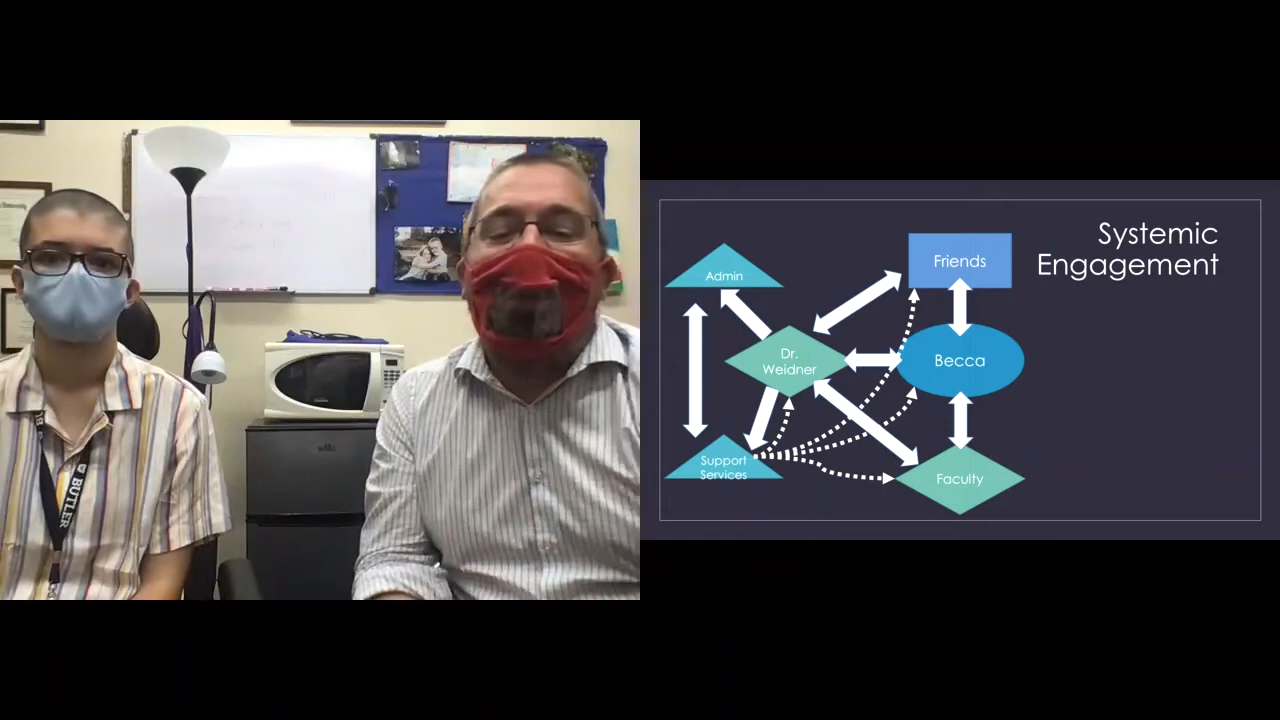 BUTLER
Systemic
Engagement
Admin
Friends
Dr.
Weidner
Becca
Support
Services
Faculty